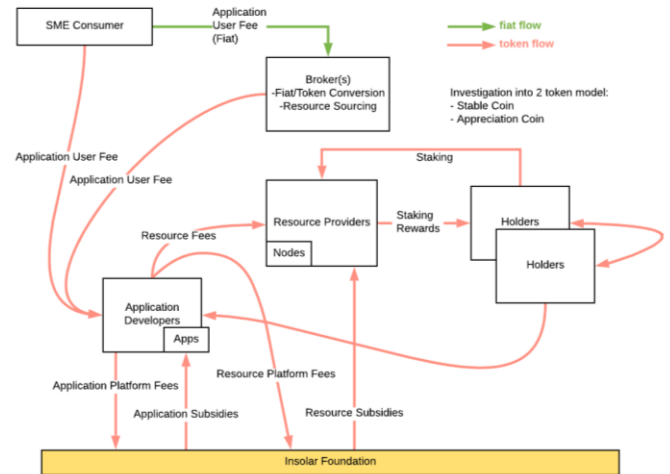 SME Consumer
Application
User Fee
(Fiat)
fiat flow
token flow
Broker(s)
-Fiat/Token Conversion
-Resource Sourcing
Investigation into 2 token model:
- Stable Coin
- Appreciation Coin
Application User Fee
Application User Fee
Staking
Resource Providers
Nodes
Staking
Rewards
Holders
Holders
Resource Fees
Application
Developers
Apps
Resource Platform Fees
Application Platform Fees
Application Subsidies
Resource Subsidies
Insolar Foundation